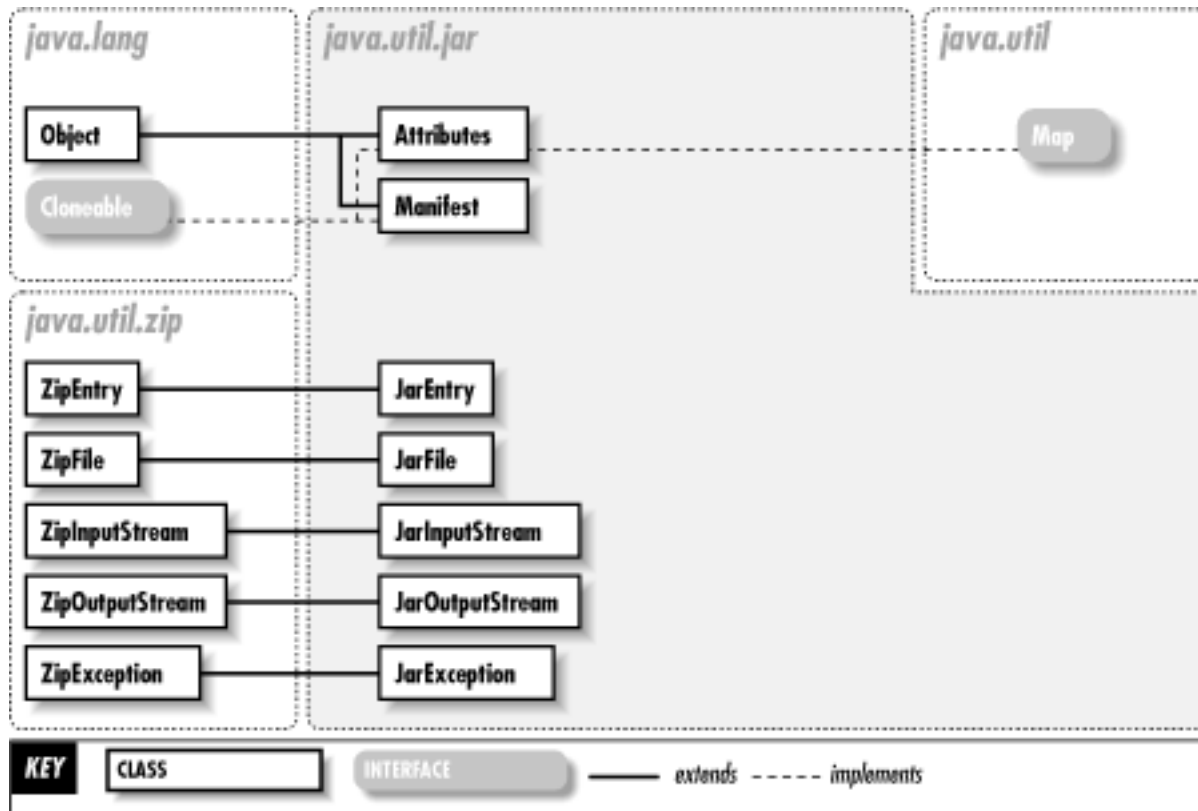 java.lang
java.util.jar
java.util
Object
Attributes
Map
Cloneable
Manifest
java.util.zip
ZipEntry
JarEntry
ZipFile
JarFile
ZipInputStream
JarInputStream
ZipOutputStream
JarOutputStream
ZipException
JarException
KEY
CLASS
INTERFACE
extends
implements